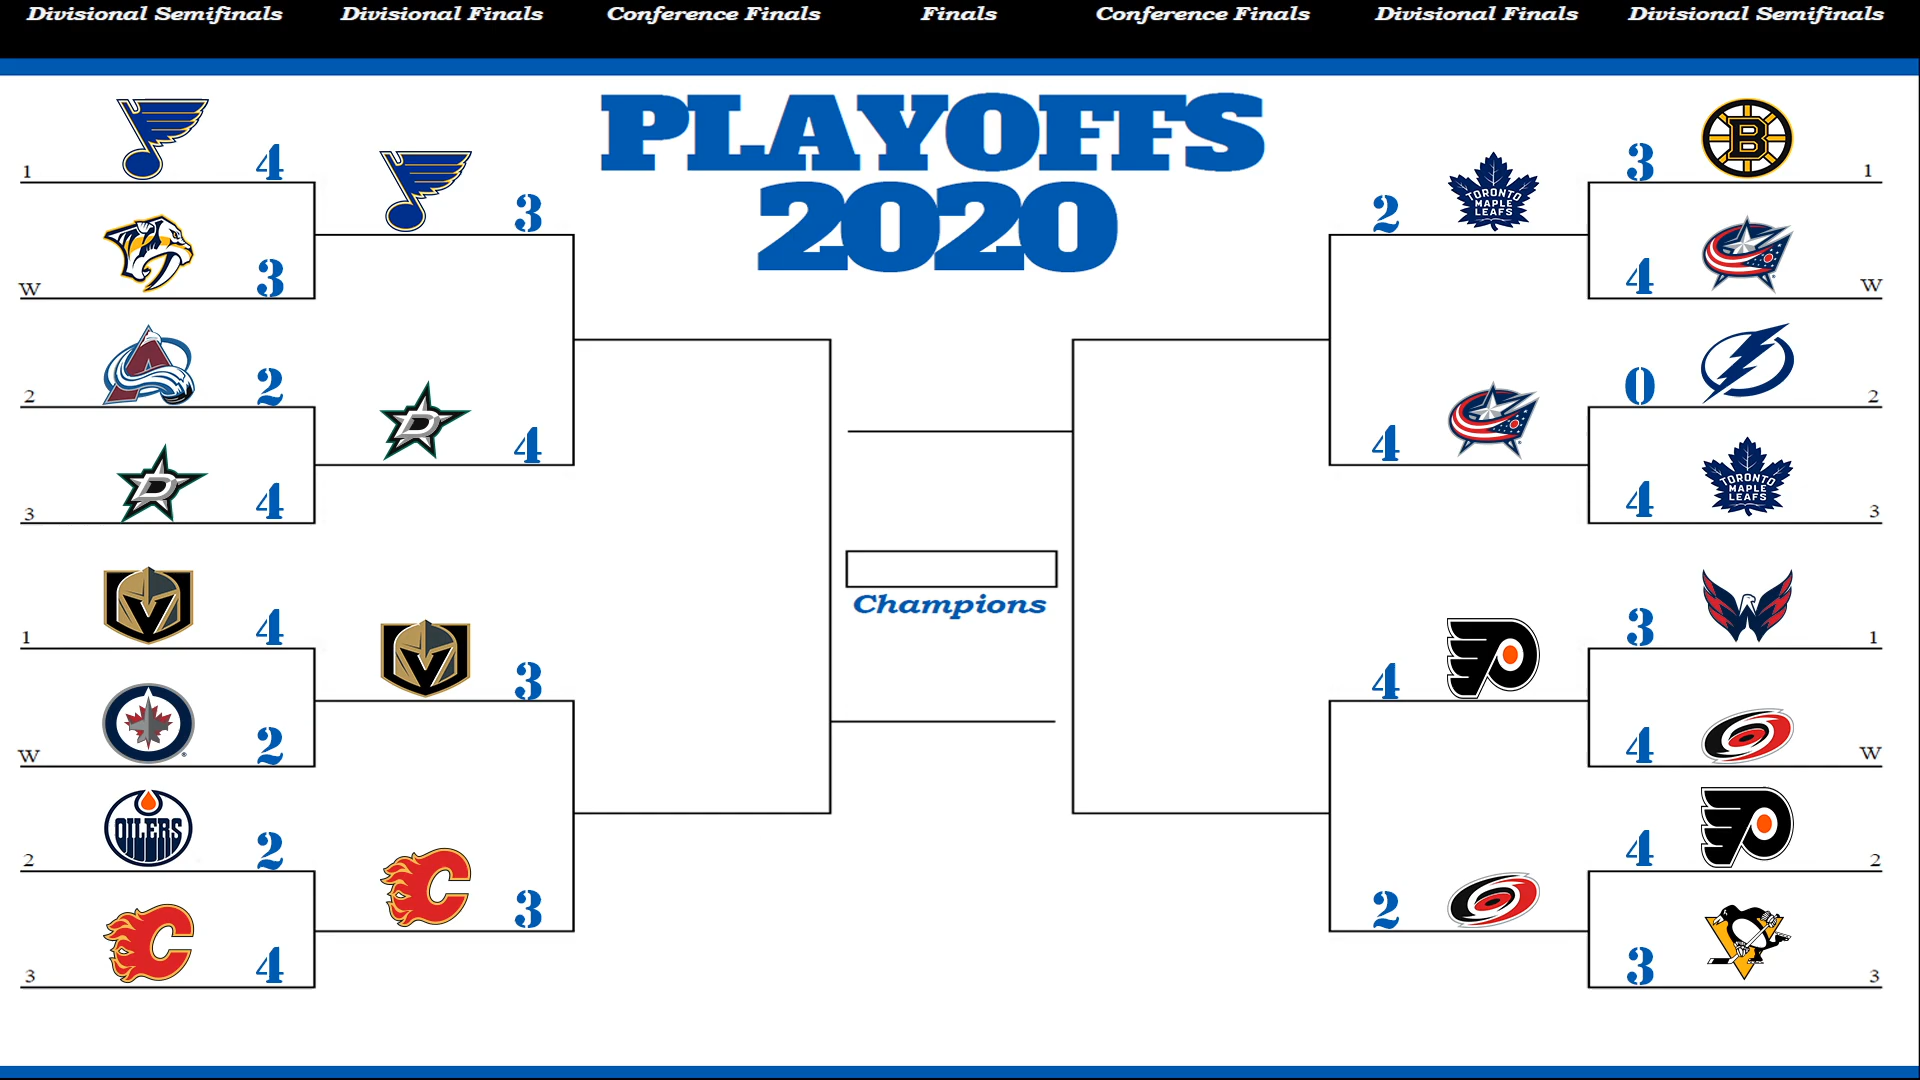 Divisional Semifinals Divisional Finals Conference Finals Finals Conference Finals Divisional Finals Divisional Semifinals
PLAYOFFS
2020
1 4
W 3
2 2
3 4
3
4
1 4
W 2
2 2
3 4
3
3
Champions
2 TORONTO MAPLE LEAFS
4
4
2
3 B 1
4 W
0 2
4 TORONTO MAPLE LEAFS 3
3 1
4 W
4 2
3 3
OILERS